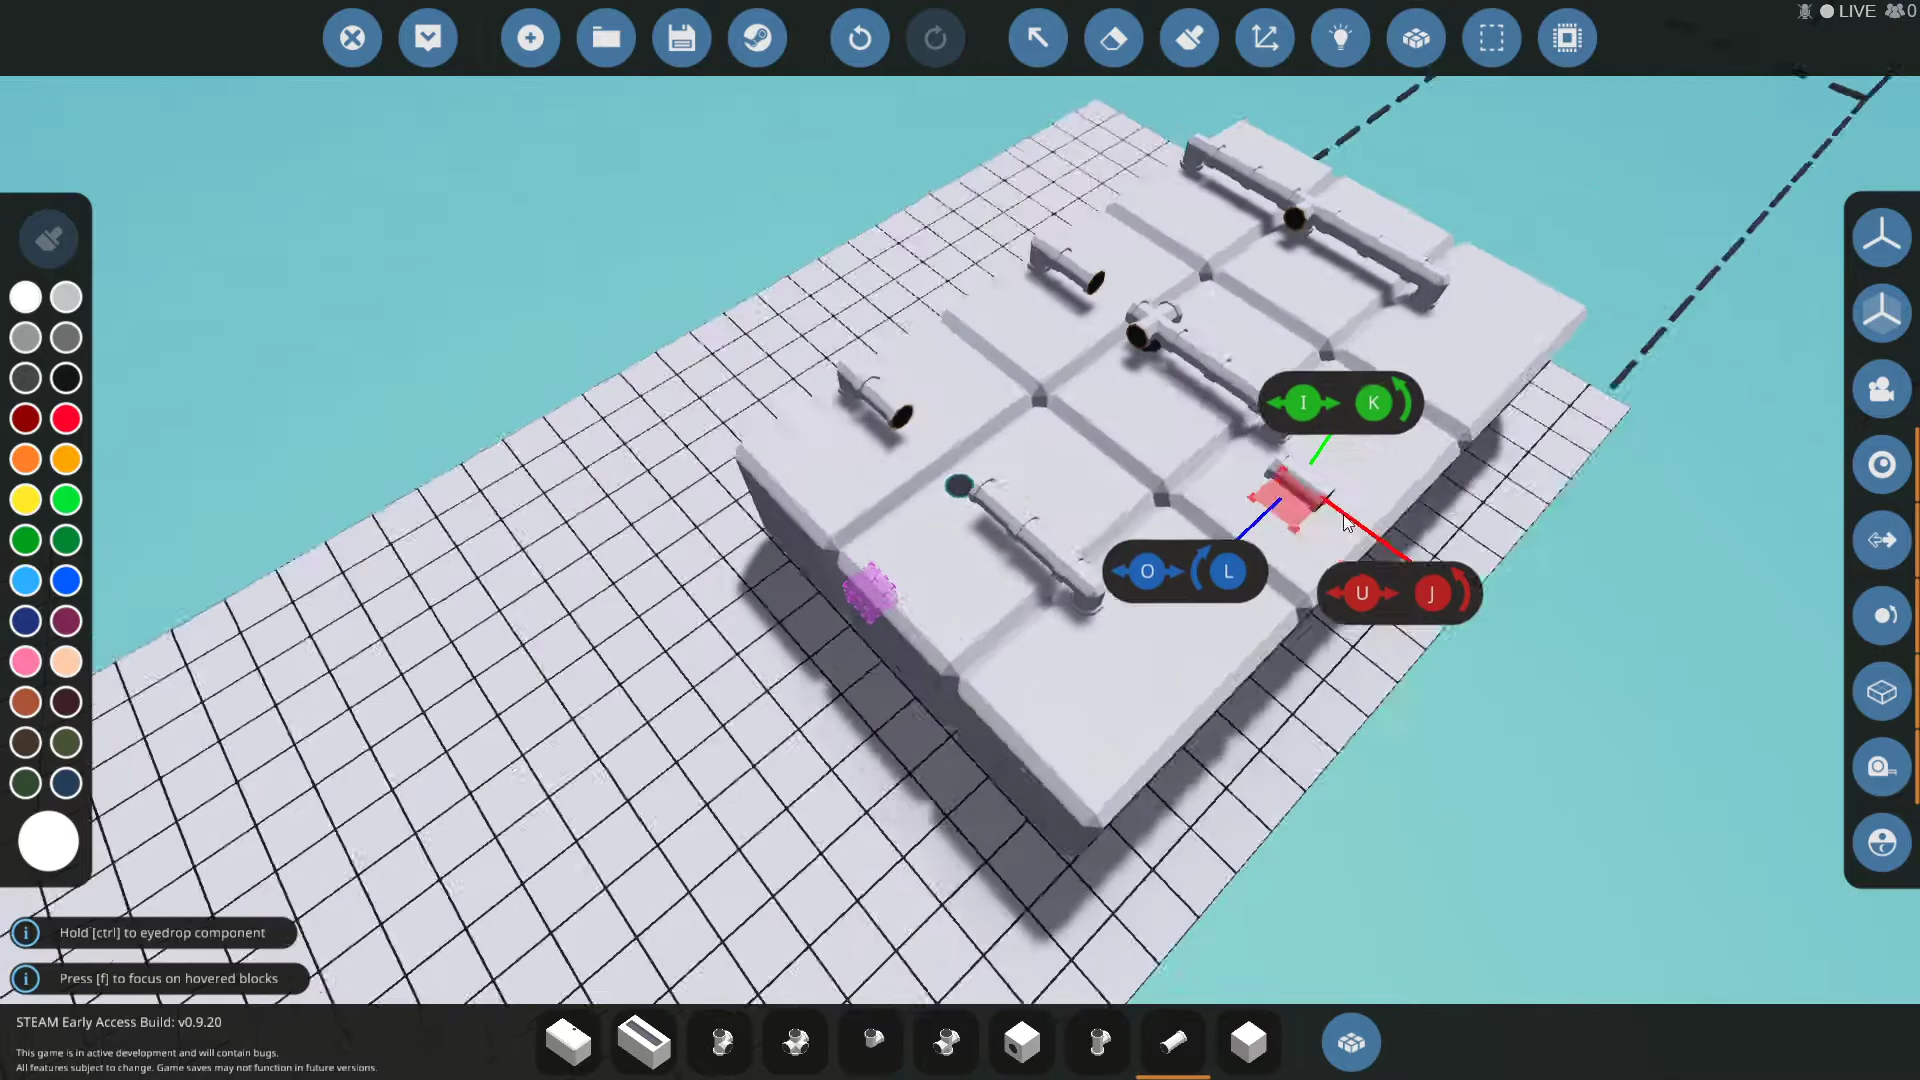 LIVE 0
I K
O L
U J
Hold [ctrl] to eyedrop component
Press [f] to focus on hovered blocks
STEAM Early Access Build: v0.9.20
This game is in active development and will contain bugs.
All features subject to change. Game saves may not function in future versions.